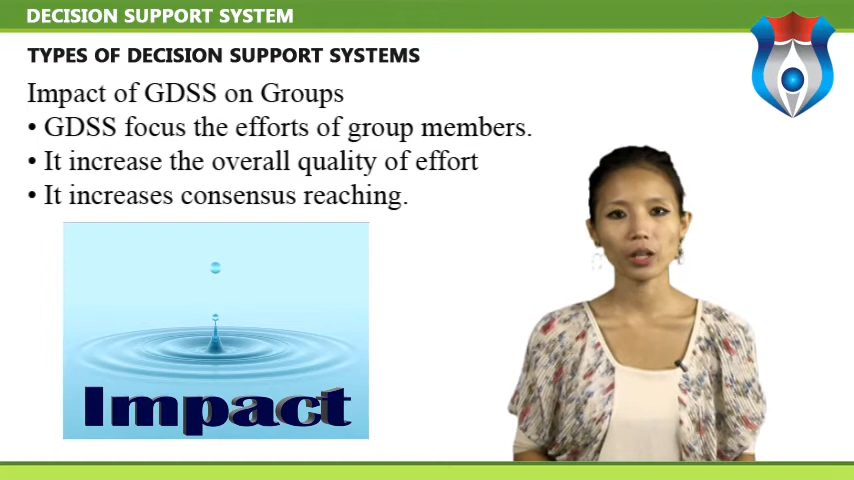 DECISION SUPPORT SYSTEM
TYPES OF DECISION SUPPORT SYSTEMS
Impact of GDSS on Groups
• GDSS focus the efforts of group members.
• It increase the overall quality of effort
• It increases consensus reaching.
Impact